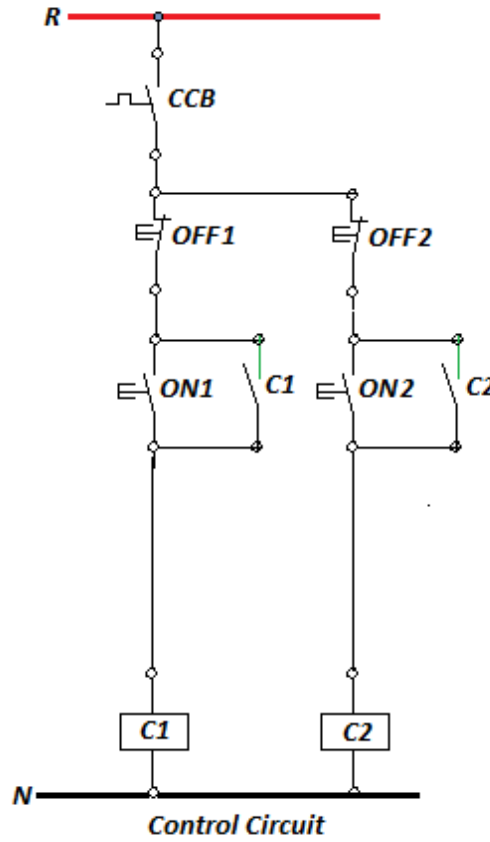 R
CCB
OFF1 OFF2
ON1 C1 ON2 C2
C1 C2
N
Control Circuit